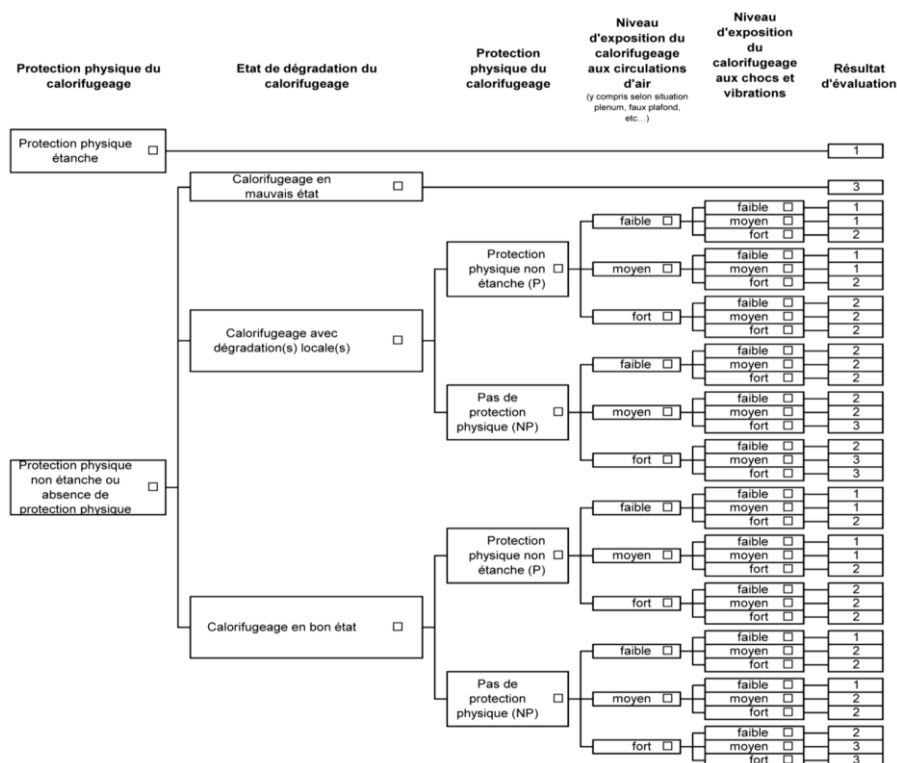 Protection physique du
calorifugeage
Etat de dégradation du
calorifugeage
Protection
physique du
calorifugeage
Niveau
d'exposition du
calorifugeage
aux circulations
d'air
(y compris selon situation
plenum, faux plafond,
etc...)
Niveau
d'exposition
du
calorifugeage
aux chocs et
vibrations
Résultat
d'évaluation
Protection physique
étanche
1
Calorifugeage en
mauvais état
3
Calorifugeage avec
dégradation(s) locale(s)
Protection
physique non
étanche (P)
faible
faible 1
moyen 1
fort 2
moyen
faible 1
moyen 1
fort 2
fort
faible 2
moyen 2
fort 2
Pas de
protection
physique (NP)
faible
faible 2
moyen 2
fort 2
moyen
faible 2
moyen 2
fort 3
fort
faible 2
moyen 3
fort 3
Protection physique
non étanche ou
absence de
protection physique
Calorifugeage en bon état
Protection
physique non
étanche (P)
faible
faible 1
moyen 1
fort 2
moyen
faible 1
moyen 1
fort 2
fort
faible 2
moyen 2
fort 2
Pas de
protection
physique (NP)
faible
faible 1
moyen 2
fort 2
moyen
faible 1
moyen 2
fort 2
fort
faible 2
moyen 3
fort 3